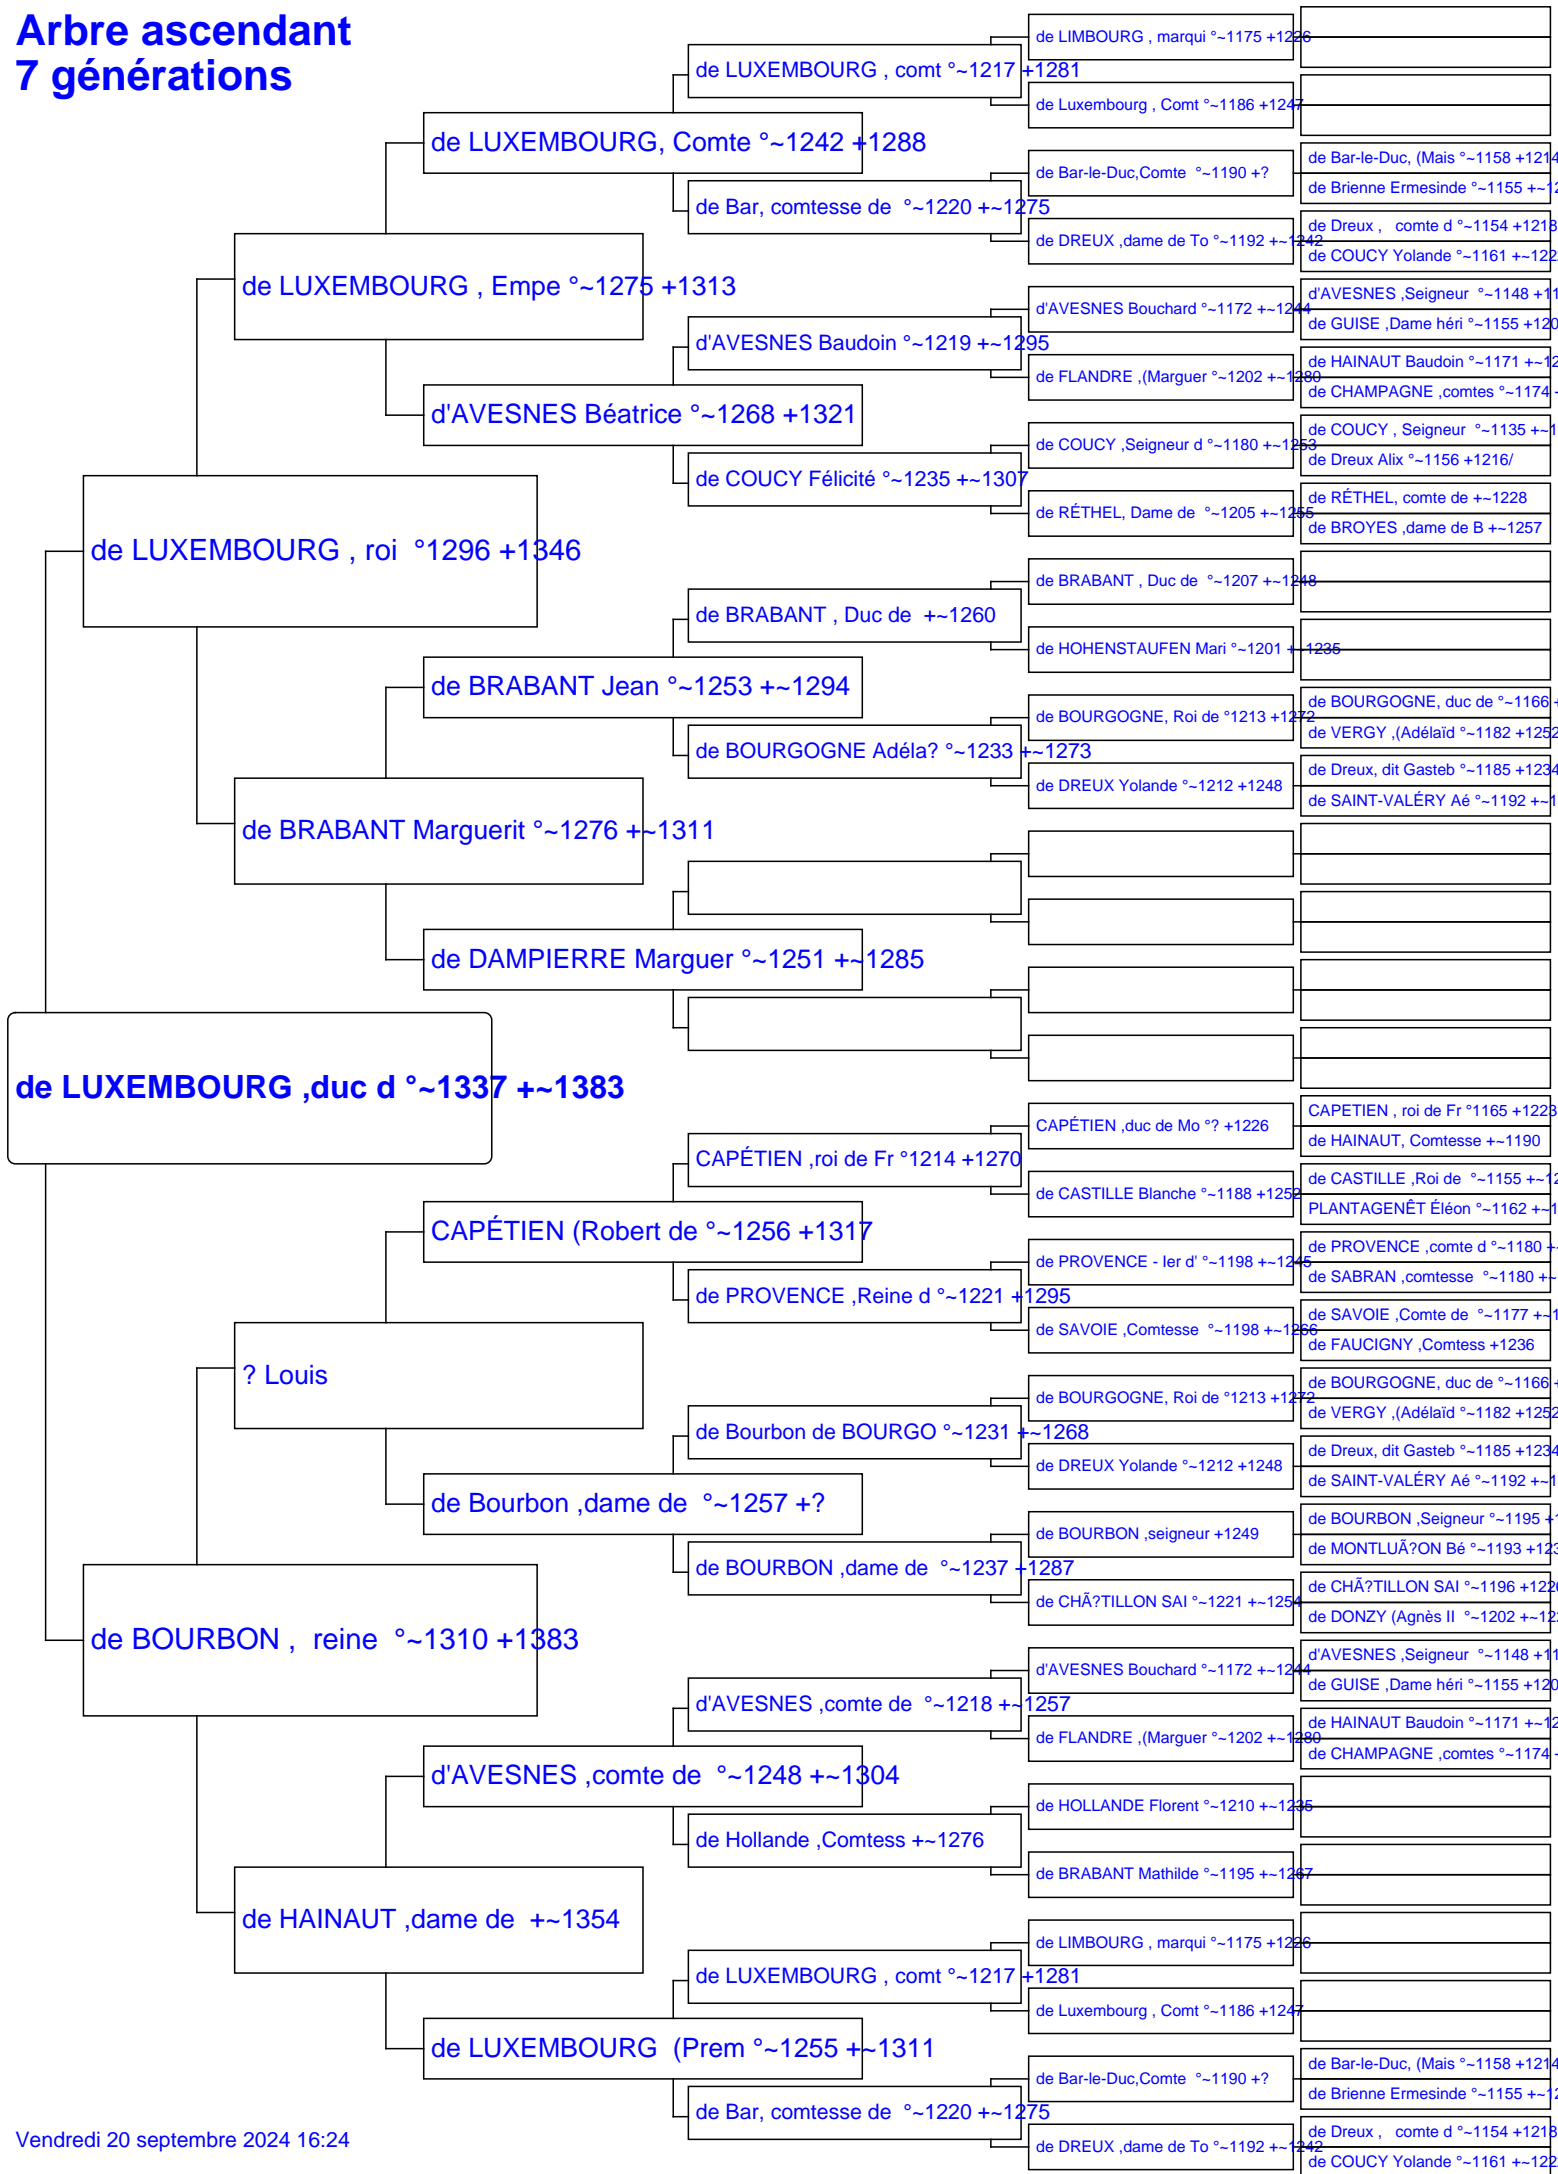 Arbre ascendant
7 générations
de LUXEMBOURG ,duc d °~1337 +~1383
de LUXEMBOURG , roi  °1296 +1346
de BOURBON ,  reine  °~1310 +1383
de LUXEMBOURG , Empe °~1275 +1313
de BRABANT Marguerit °~1276 +~1311
? Louis
de HAINAUT ,dame de  +~1354
de LUXEMBOURG, Comte °~1242 +1288
d'AVESNES Béatrice °~1268 +1321
de BRABANT Jean °~1253 +~1294
de DAMPIERRE Marguer °~1251 +~1285
CAPÉTIEN (Robert de °~1256 +1317
de Bourbon ,dame de  °~1257 +?
d'AVESNES ,comte de  °~1248 +~1304
de LUXEMBOURG  (Prem °~1255 +~1311
de LUXEMBOURG , comt °~1217 +1281
de Bar, comtesse de  °~1220 +~1275
d'AVESNES Baudoin °~1219 +~1295
de COUCY Félicité °~1235 +~1307
de BRABANT , Duc de  +~1260
de BOURGOGNE Adéla? °~1233 +~1273
CAPÉTIEN ,roi de Fr °1214 +1270
de PROVENCE ,Reine d °~1221 +1295
de Bourbon de BOURGO °~1231 +~1268
de BOURBON ,dame de  °~1237 +1287
d'AVESNES ,comte de  °~1218 +~1257
de Hollande ,Comtess +~1276
de LUXEMBOURG , comt °~1217 +1281
de Bar, comtesse de  °~1220 +~1275
de LIMBOURG , marqui °~1175 +1226
de Luxembourg , Comt °~1186 +1247
de Bar-le-Duc,Comte  °~1190 +?
de DREUX ,dame de To °~1192 +~1242
d'AVESNES Bouchard °~1172 +~1244
de FLANDRE ,(Marguer °~1202 +~1280
de COUCY ,Seigneur d °~1180 +~1253
de RÉTHEL, Dame de  °~1205 +~1255
de BRABANT , Duc de  °~1207 +~1248
de HOHENSTAUFEN Mari °~1201 +~1235
de BOURGOGNE, Roi de °1213 +1272
de DREUX Yolande °~1212 +1248
CAPÉTIEN ,duc de Mo °? +1226
de CASTILLE Blanche °~1188 +1252
de PROVENCE - Ier d' °~1198 +~1245
de SAVOIE ,Comtesse  °~1198 +~1266
de BOURGOGNE, Roi de °1213 +1272
de DREUX Yolande °~1212 +1248
de BOURBON ,seigneur +1249
de CHÃ?TILLON SAI °~1221 +~1254
d'AVESNES Bouchard °~1172 +~1244
de FLANDRE ,(Marguer °~1202 +~1280
de HOLLANDE Florent °~1210 +~1235
de BRABANT Mathilde °~1195 +~1267
de LIMBOURG , marqui °~1175 +1226
de Luxembourg , Comt °~1186 +1247
de Bar-le-Duc,Comte  °~1190 +?
de DREUX ,dame de To °~1192 +~1242
de Bar-le-Duc, (Mais °~1158 +1214
de Brienne Ermesinde °~1155 +~12
de Dreux ,   comte d °~1154 +1218
de COUCY Yolande °~1161 +~122
d'AVESNES ,Seigneur  °~1148 +11
de GUISE ,Dame héri °~1155 +120
de HAINAUT Baudoin °~1171 +~12
de CHAMPAGNE ,comtes °~1174 +
de COUCY , Seigneur  °~1135 +~1
de Dreux Alix °~1156 +1216/
de RÉTHEL, comte de +~1228
de BROYES ,dame de B +~1257
de BOURGOGNE, duc de °~1166 +
de VERGY ,(Adélaïd °~1182 +1252
de Dreux, dit Gasteb °~1185 +1234
de SAINT-VALÉRY Aé °~1192 +~1
CAPETIEN , roi de Fr °1165 +1223
de HAINAUT, Comtesse +~1190
de CASTILLE ,Roi de  °~1155 +~12
PLANTAGENÊT Éléon °~1162 +~1
de PROVENCE ,comte d °~1180 +
de SABRAN ,comtesse  °~1180 +~
de SAVOIE ,Comte de  °~1177 +~1
de FAUCIGNY ,Comtess +1236
de BOURGOGNE, duc de °~1166 +
de VERGY ,(Adélaïd °~1182 +1252
de Dreux, dit Gasteb °~1185 +1234
de SAINT-VALÉRY Aé °~1192 +~1
de BOURBON ,Seigneur °~1195 +1
de MONTLUÃ?ON Bé °~1193 +123
de CHÃ?TILLON SAI °~1196 +1226
de DONZY (Agnès II  °~1202 +~122
d'AVESNES ,Seigneur  °~1148 +11
de GUISE ,Dame héri °~1155 +120
de HAINAUT Baudoin °~1171 +~12
de CHAMPAGNE ,comtes °~1174 +
de Bar-le-Duc, (Mais °~1158 +1214
de Brienne Ermesinde °~1155 +~12
de Dreux ,   comte d °~1154 +1218
de COUCY Yolande °~1161 +~122
Vendredi 20 septembre 2024 16:24